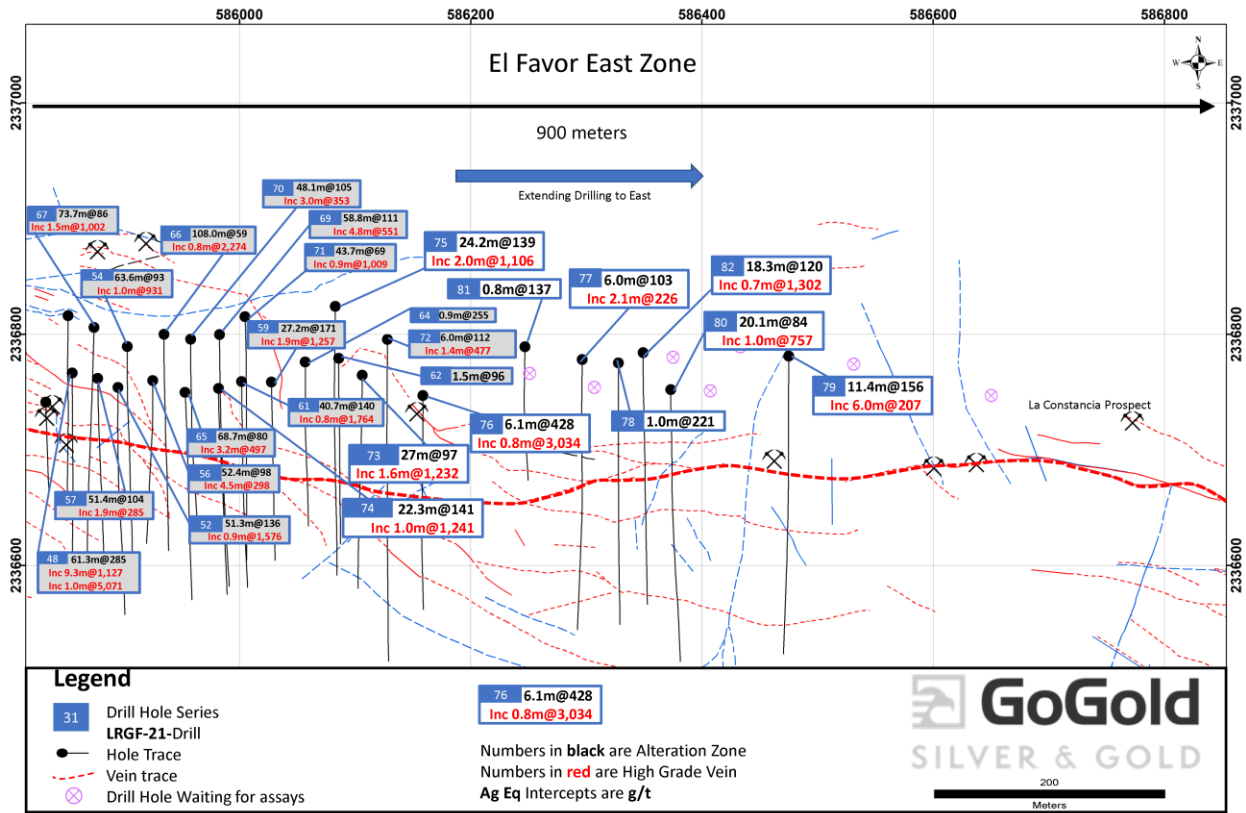 586000
586200
586400
586600
586800
2337000
2336800
2336600
El Favor East Zone
N
W
E
S
900 meters
Extending Drilling to East
67 73.7m@86
Inc 1.5m@1,002
66 108.0m@59
Inc 0.8m@2,274
70 48.1m@105
Inc 3.0m@353
69 58.8m@111
Inc 4.8m@551
71 43.7m@69
Inc 0.9m@1,009
75 24.2m@139
Inc 2.0m@1,106
54 63.6m@93
Inc 1.0m@931
81 0.8m@137
77 6.0m@103
Inc 2.1m@226
82 18.3m@120
Inc 0.7m@1,302
59 27.2m@171
Inc 1.9m@1,257
64 0.9m@255
72 6.0m@112
Inc 1.4m@477
80 20.1m@84
Inc 1.0m@757
62 1.5m@96
79 11.4m@156
Inc 6.0m@207
La Constancia Prospect
61 40.7m@140
Inc 0.8m@1,764
76 6.1m@428
Inc 0.8m@3,034
78 1.0m@221
65 68.7m@80
Inc 3.2m@497
73 27m@97
Inc 1.6m@1,232
56 52.4m@98
Inc 4.5m@298
57 51.4m@104
Inc 1.9m@285
52 51.3m@136
Inc 0.9m@1,576
74 22.3m@141
Inc 1.0m@1,241
48 61.3m@285
Inc 9.3m@1,127
Inc 1.0m@5,071
Legend
31 Drill Hole Series
LRGF-21-Drill
Hole Trace
Vein trace
Drill Hole Waiting for assays
76 6.1m@428
Inc 0.8m@3,034
Numbers in black are Alteration Zone
Numbers in red are High Grade Vein
Ag Eq Intercepts are g/t
GoGold
SILVER & GOLD
200
Meters